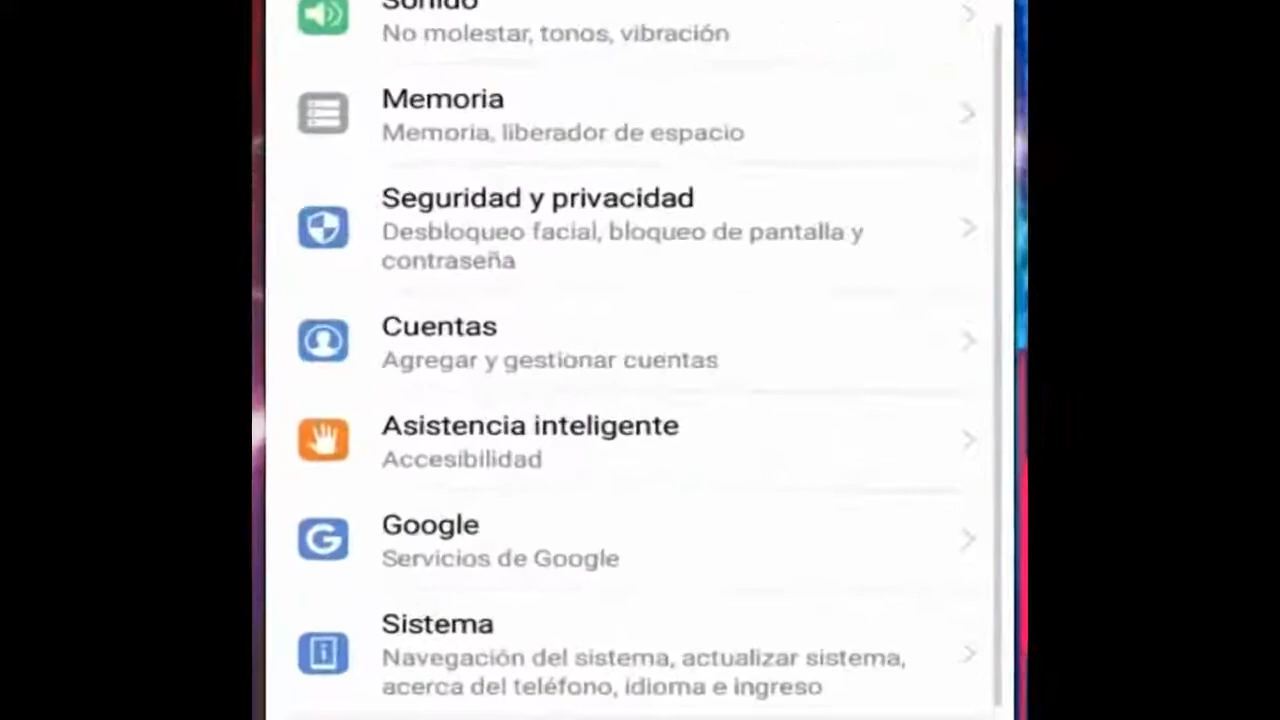 Sonido
No molestar, tonos, vibración
Memoria
Memoria, liberador de espacio
Seguridad y privacidad
Desbloqueo facial, bloqueo de pantalla y
contraseña
Cuentas
Agregar y gestionar cuentas
Asistencia inteligente
Accesibilidad
Google
Servicios de Google
Sistema
Navegación del sistema, actualizar sistema,
acerca del teléfono, idioma e ingreso